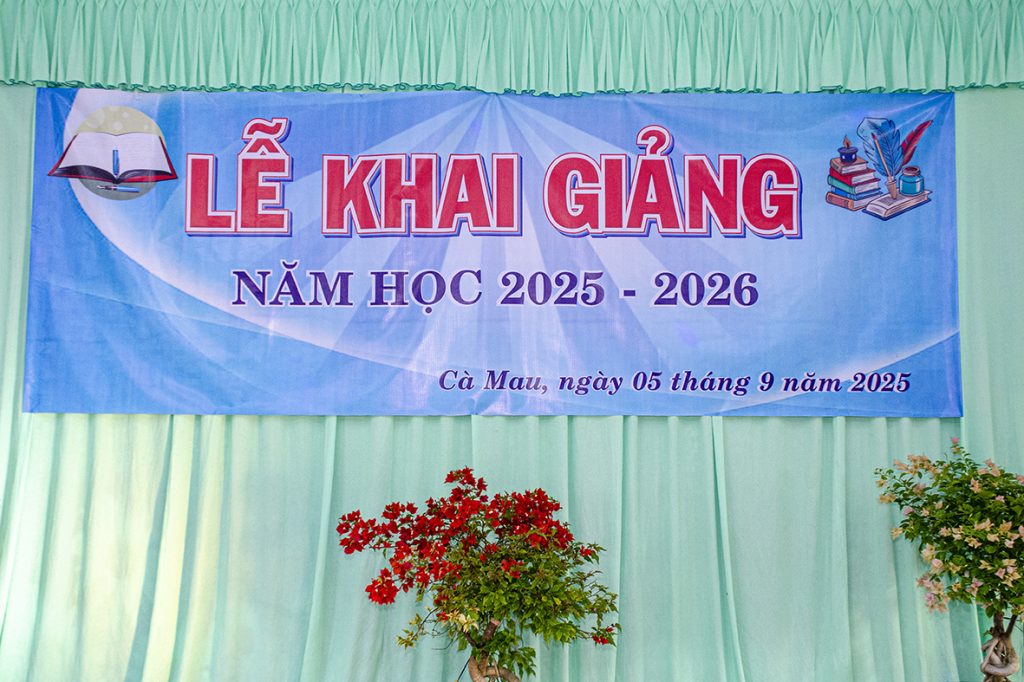 LỄ KHAI GIẢNG
NĂM HỌC 2025 - 2026
Cà Mau, ngày 05 tháng 9 năm 2025